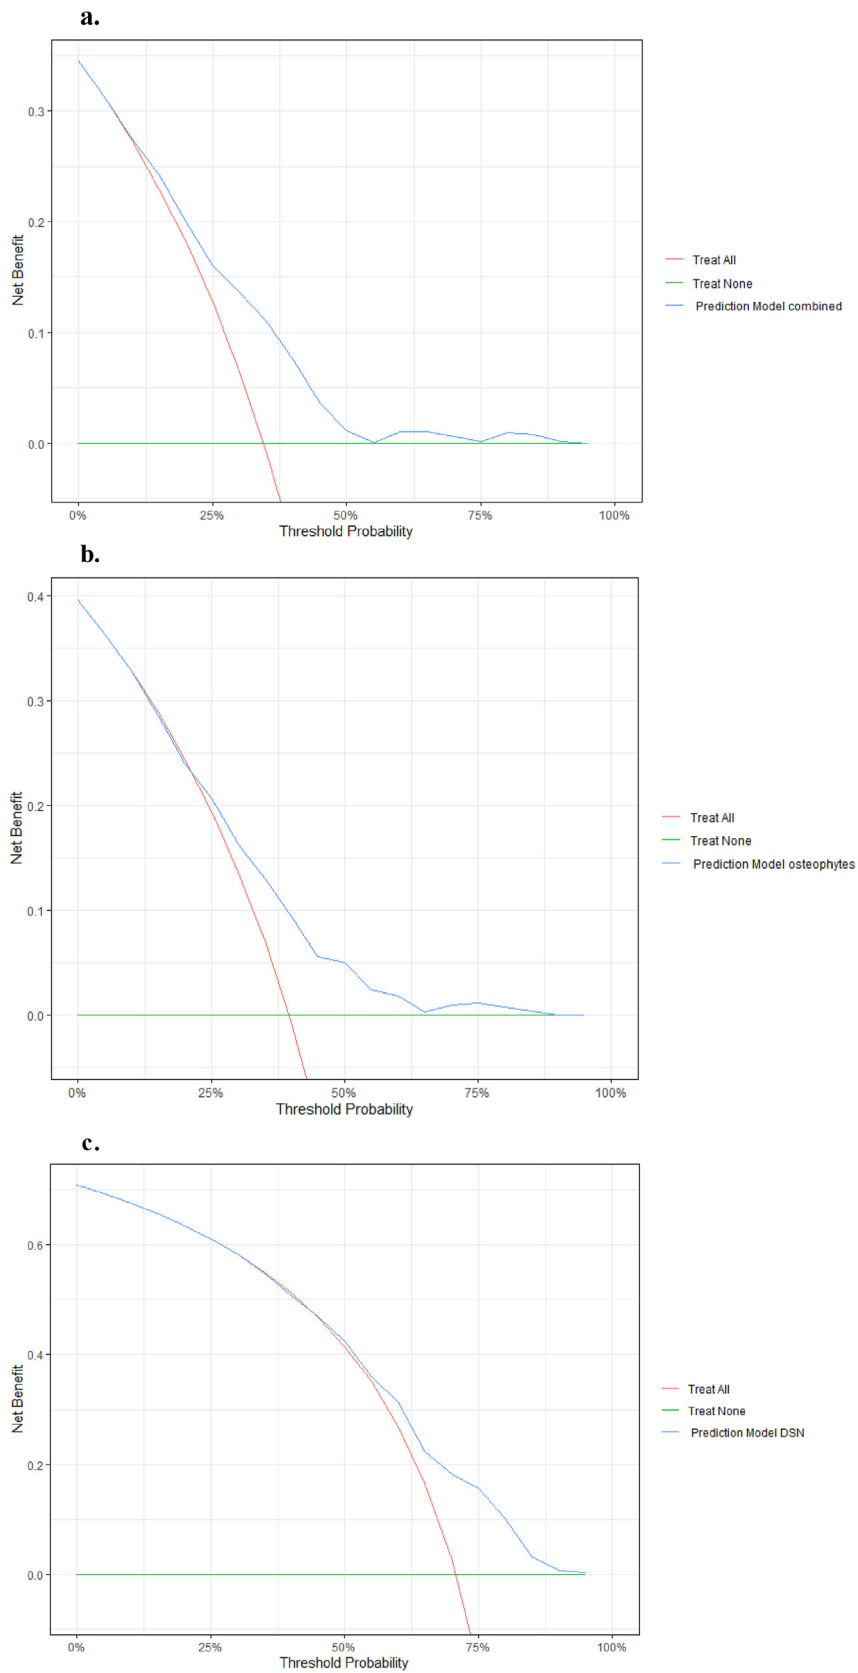 a.
Net Benefit
0.3
0.2
0.1
0.0
0%
25%
50%
75%
100%
Threshold Probability
Treat All
Treat None
Prediction Model combined
b.
Net Benefit
0.4
0.3
0.2
0.1
0.0
0%
25%
50%
75%
100%
Threshold Probability
Treat All
Treat None
Prediction Model osteophytes
c.
Net Benefit
0.6
0.4
0.2
0.0
0%
25%
50%
75%
100%
Threshold Probability
Treat All
Treat None
Prediction Model DSN